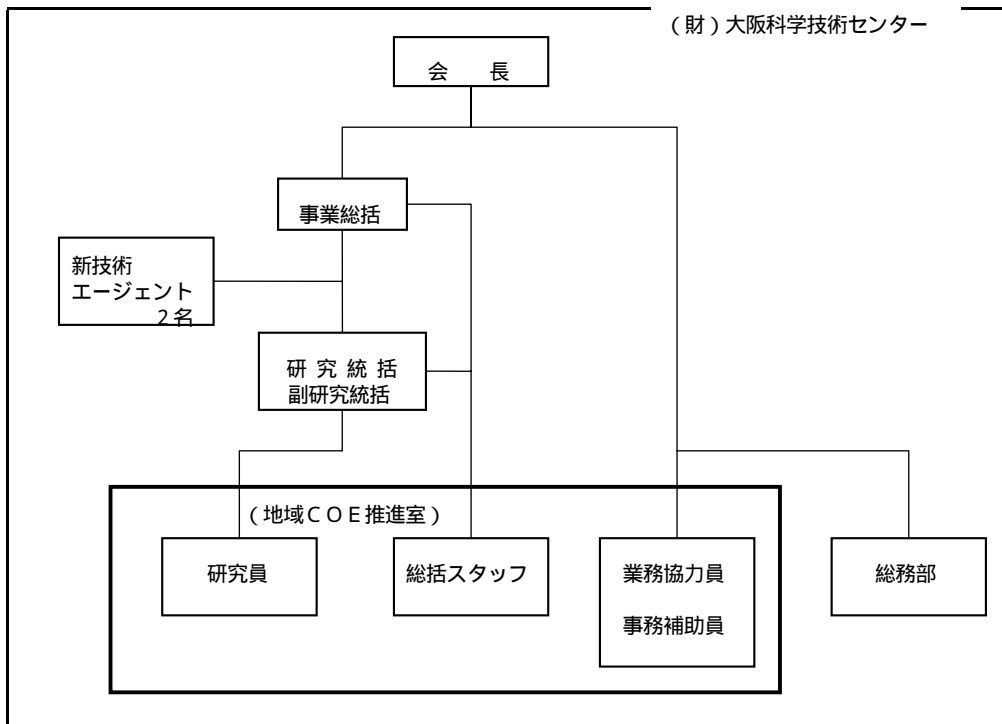 （財）大阪科学技術センター
会　　長
事業総括
新技術
エージェント
２名
研 究 統 括
副研究統括
（地域ＣＯＥ推進室）
研究員
総括スタッフ
業務協力員
事務補助員
総務部